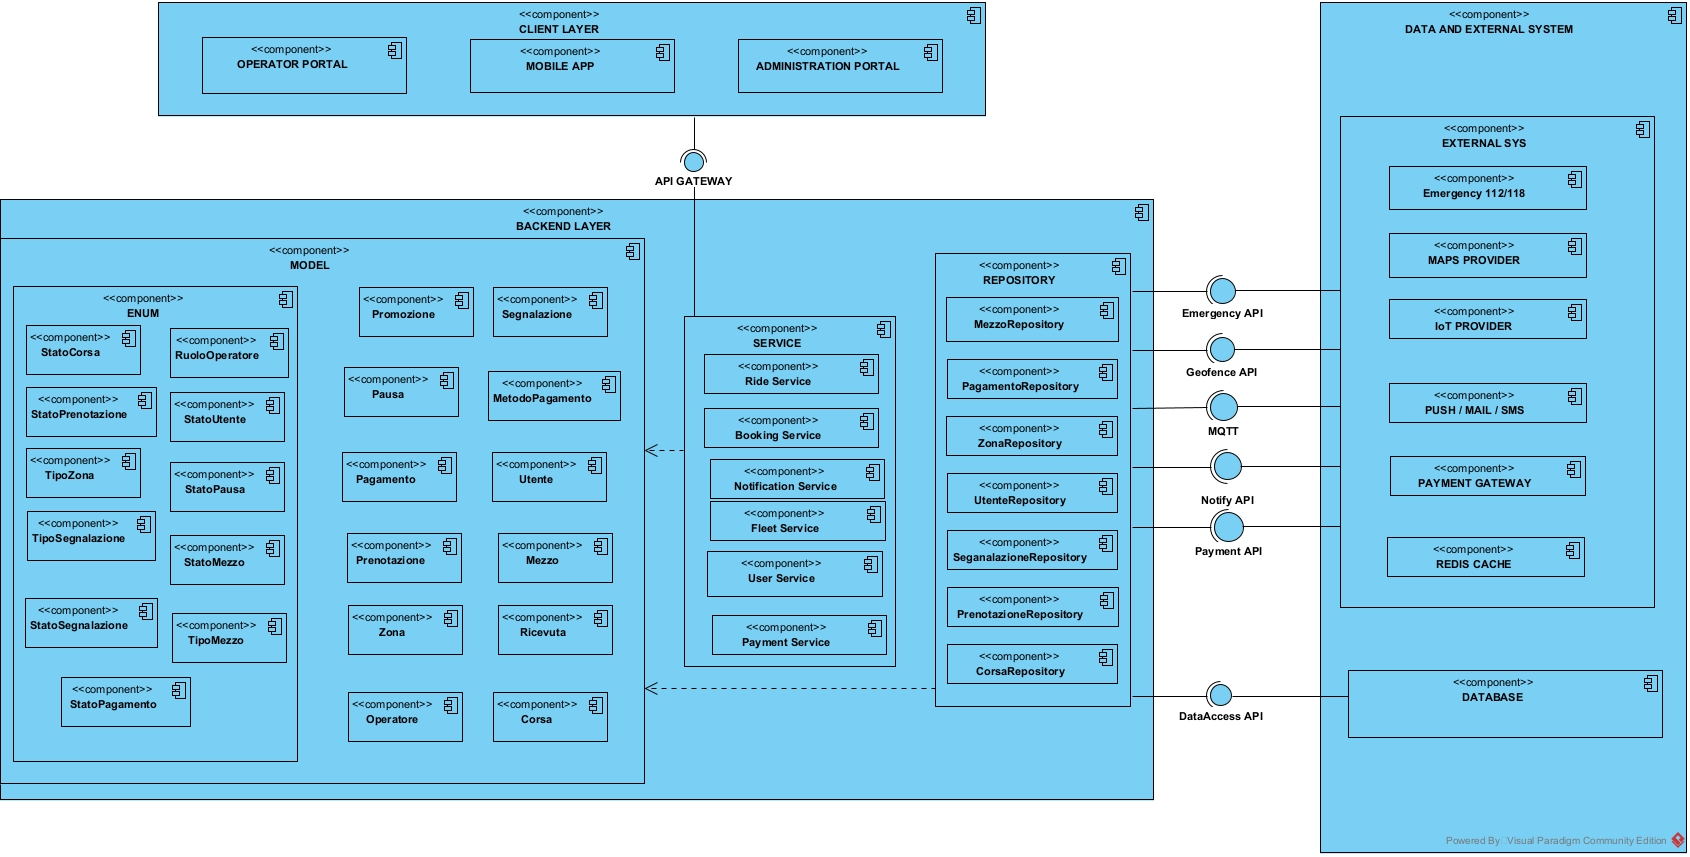 <<component>>
CLIENT LAYER
<<component>>
OPERATOR PORTAL
<<component>>
MOBILE APP
<<component>>
ADMINISTRATION PORTAL
API GATEWAY
<<component>>
BACKEND LAYER
<<component>>
MODEL
<<component>>
ENUM
<<component>>
StatoCorsa
<<component>>
RuoloOperatore
<<component>>
StatoPrenotazione
<<component>>
StatoUtente
<<component>>
TipoZona
<<component>>
StatoPausa
<<component>>
TipoSegnalazione
<<component>>
StatoMezzo
<<component>>
StatoSegnalazione
<<component>>
TipoMezzo
<<component>>
StatoPagamento
<<component>>
Promozione
<<component>>
Segnalazione
<<component>>
Pausa
<<component>>
MetodoPagamento
<<component>>
Pagamento
<<component>>
Utente
<<component>>
Prenotazione
<<component>>
Mezzo
<<component>>
Zona
<<component>>
Ricevuta
<<component>>
Operatore
<<component>>
Corsa
<<component>>
SERVICE
<<component>>
Ride Service
<<component>>
Booking Service
<<component>>
Notification Service
<<component>>
Fleet Service
<<component>>
User Service
<<component>>
Payment Service
<<component>>
REPOSITORY
<<component>>
MezzoRepository
<<component>>
PagamentoRepository
<<component>>
ZonaRepository
<<component>>
UtenteRepository
<<component>>
SeganalazioneRepository
<<component>>
PrenotazioneRepository
<<component>>
CorsaRepository
Emergency API
Geofence API
MQTT
Notify API
Payment API
DataAccess API
<<component>>
DATA AND EXTERNAL SYSTEM
<<component>>
EXTERNAL SYS
<<component>>
Emergency 112/118
<<component>>
MAPS PROVIDER
<<component>>
IoT PROVIDER
<<component>>
PUSH / MAIL / SMS
<<component>>
PAYMENT GATEWAY
<<component>>
REDIS CACHE
<<component>>
DATABASE
Powered By Visual Paradigm Community Edition